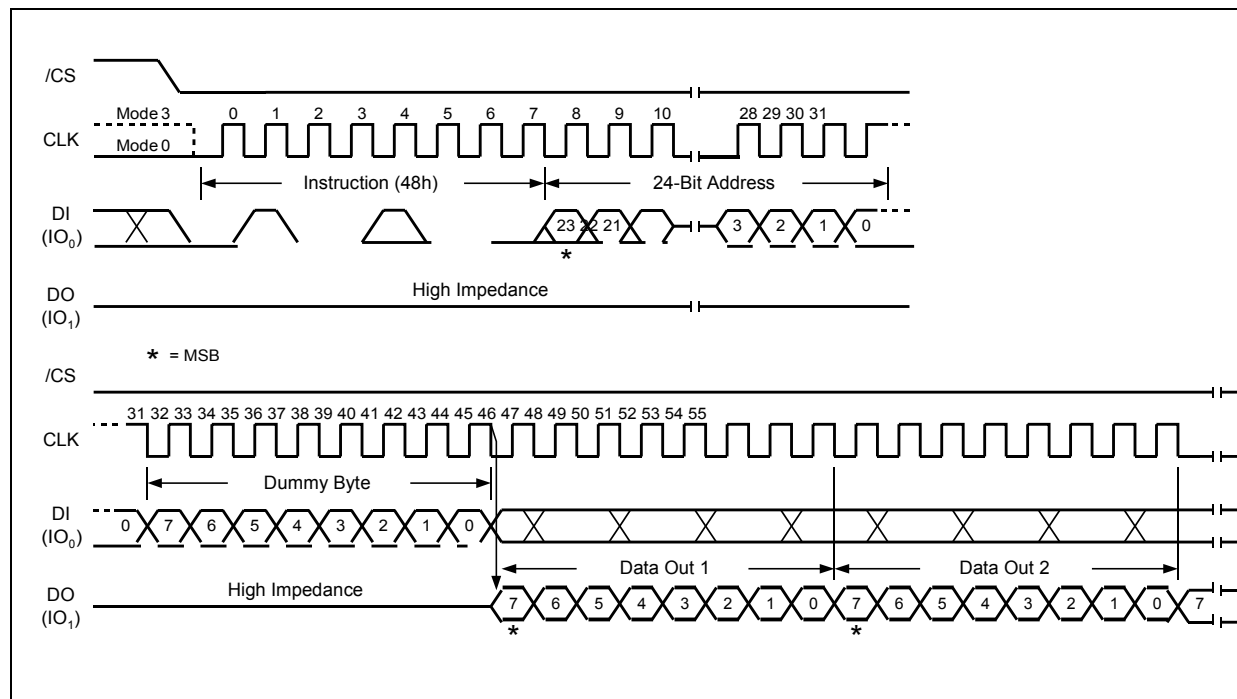 /CS
Mode 3 0 1 2 3 4 5 6 7 8 9 10 28 29 30 31
CLK
Mode 0
Instruction (48h) 24-Bit Address
DI
(IO0)
23 22 21 3 2 1 0
*
High Impedance
DO
(IO1)
* = MSB
/CS
31 32 33 34 35 36 37 38 39 40 41 42 43 44 45 46 47 48 49 50 51 52 53 54 55
CLK
Dummy Byte
DI
(IO0)
0 7 6 5 4 3 2 1 0
Data Out 1 Data Out 2
High Impedance
DO
(IO1)
7 6 5 4 3 2 1 0 7 6 5 4 3 2 1 0 7
* *